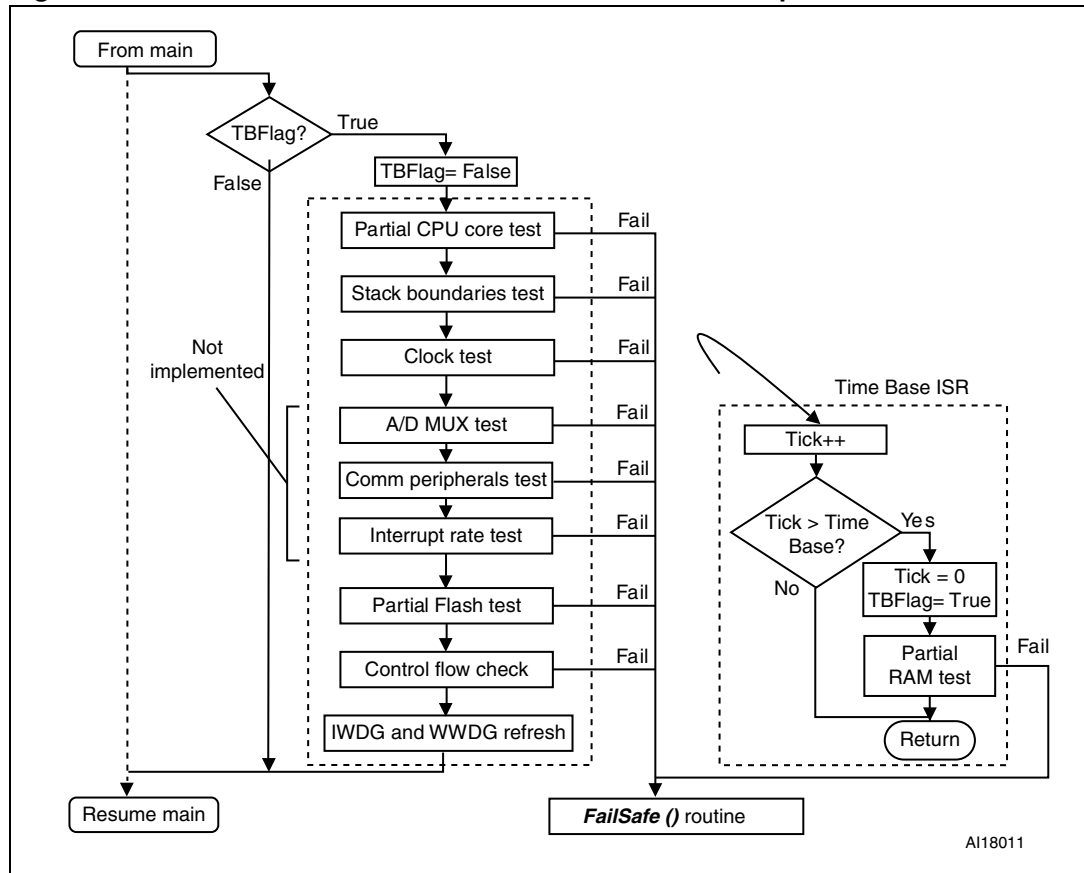 From main
TBFlag?
True
False
TBFlag= False
Partial CPU core test
Fail
Stack boundaries test
Fail
Clock test
Fail
Not
implemented
A/D MUX test
Fail
Comm peripherals test
Fail
Interrupt rate test
Fail
Partial Flash test
Fail
Control flow check
Fail
IWDG and WWDG refresh
Resume main
FailSafe () routine
Time Base ISR
Tick++
Tick > Time
Base?
Yes
No
Tick = 0
TBFlag= True
Partial
RAM test
Fail
Return
AI18011